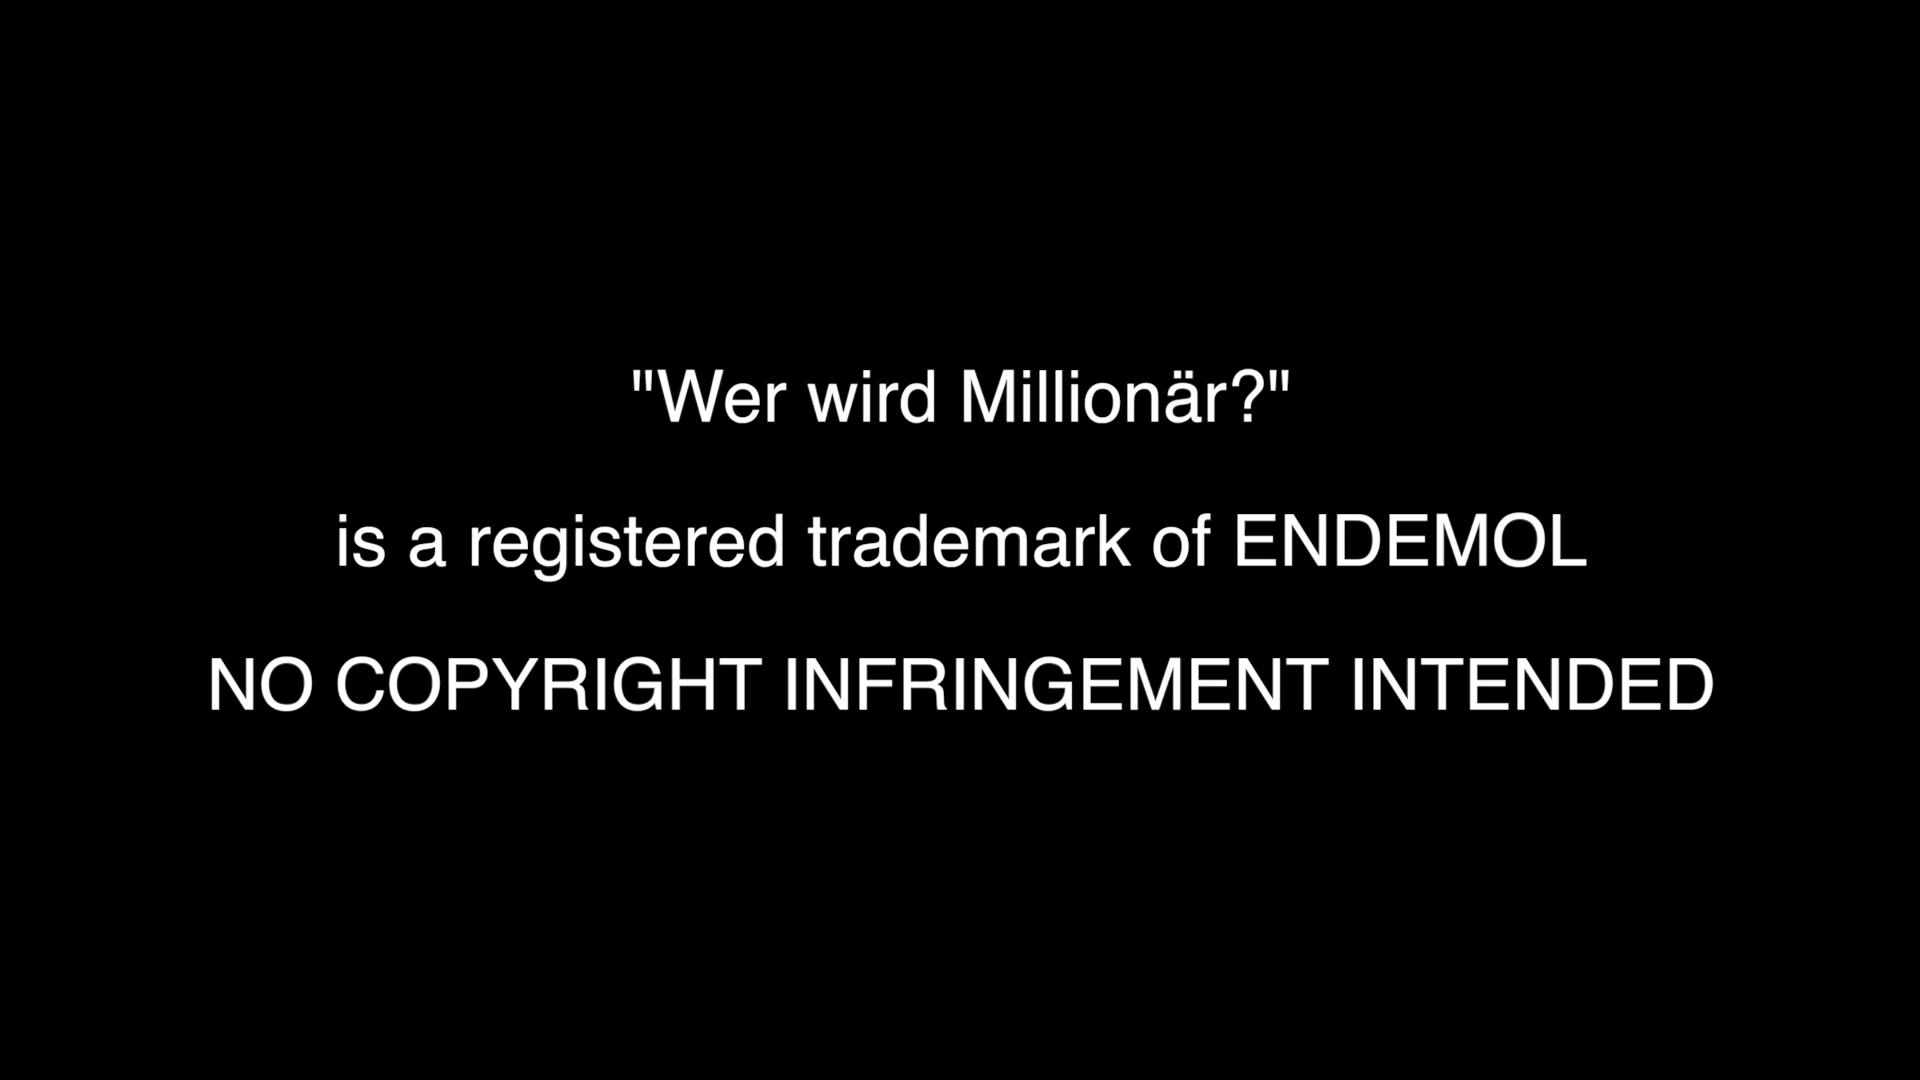 "Wer wird Millionär?"
is a registered trademark of ENDEMOL
NO COPYRIGHT INFRINGEMENT INTENDED